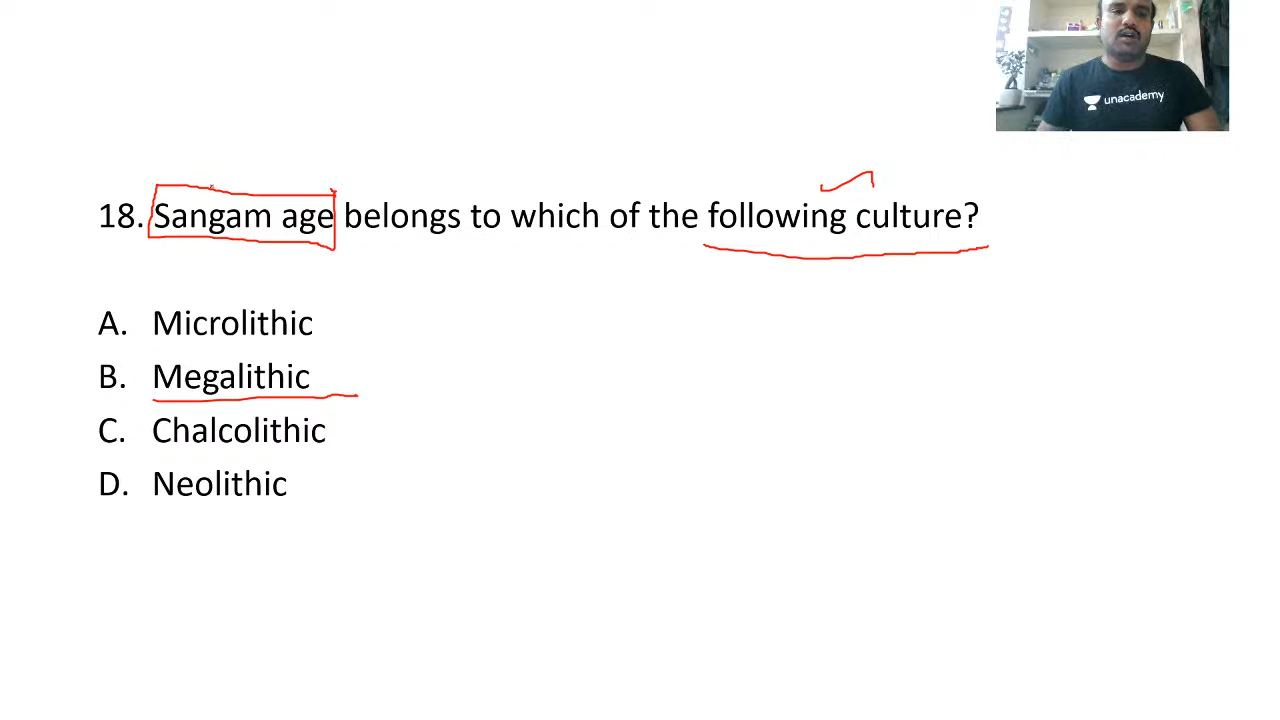 unacademy
18. Sangam age belongs to which of the following culture?
A. Microlithic
B. Megalithic
C. Chalcolithic
D. Neolithic